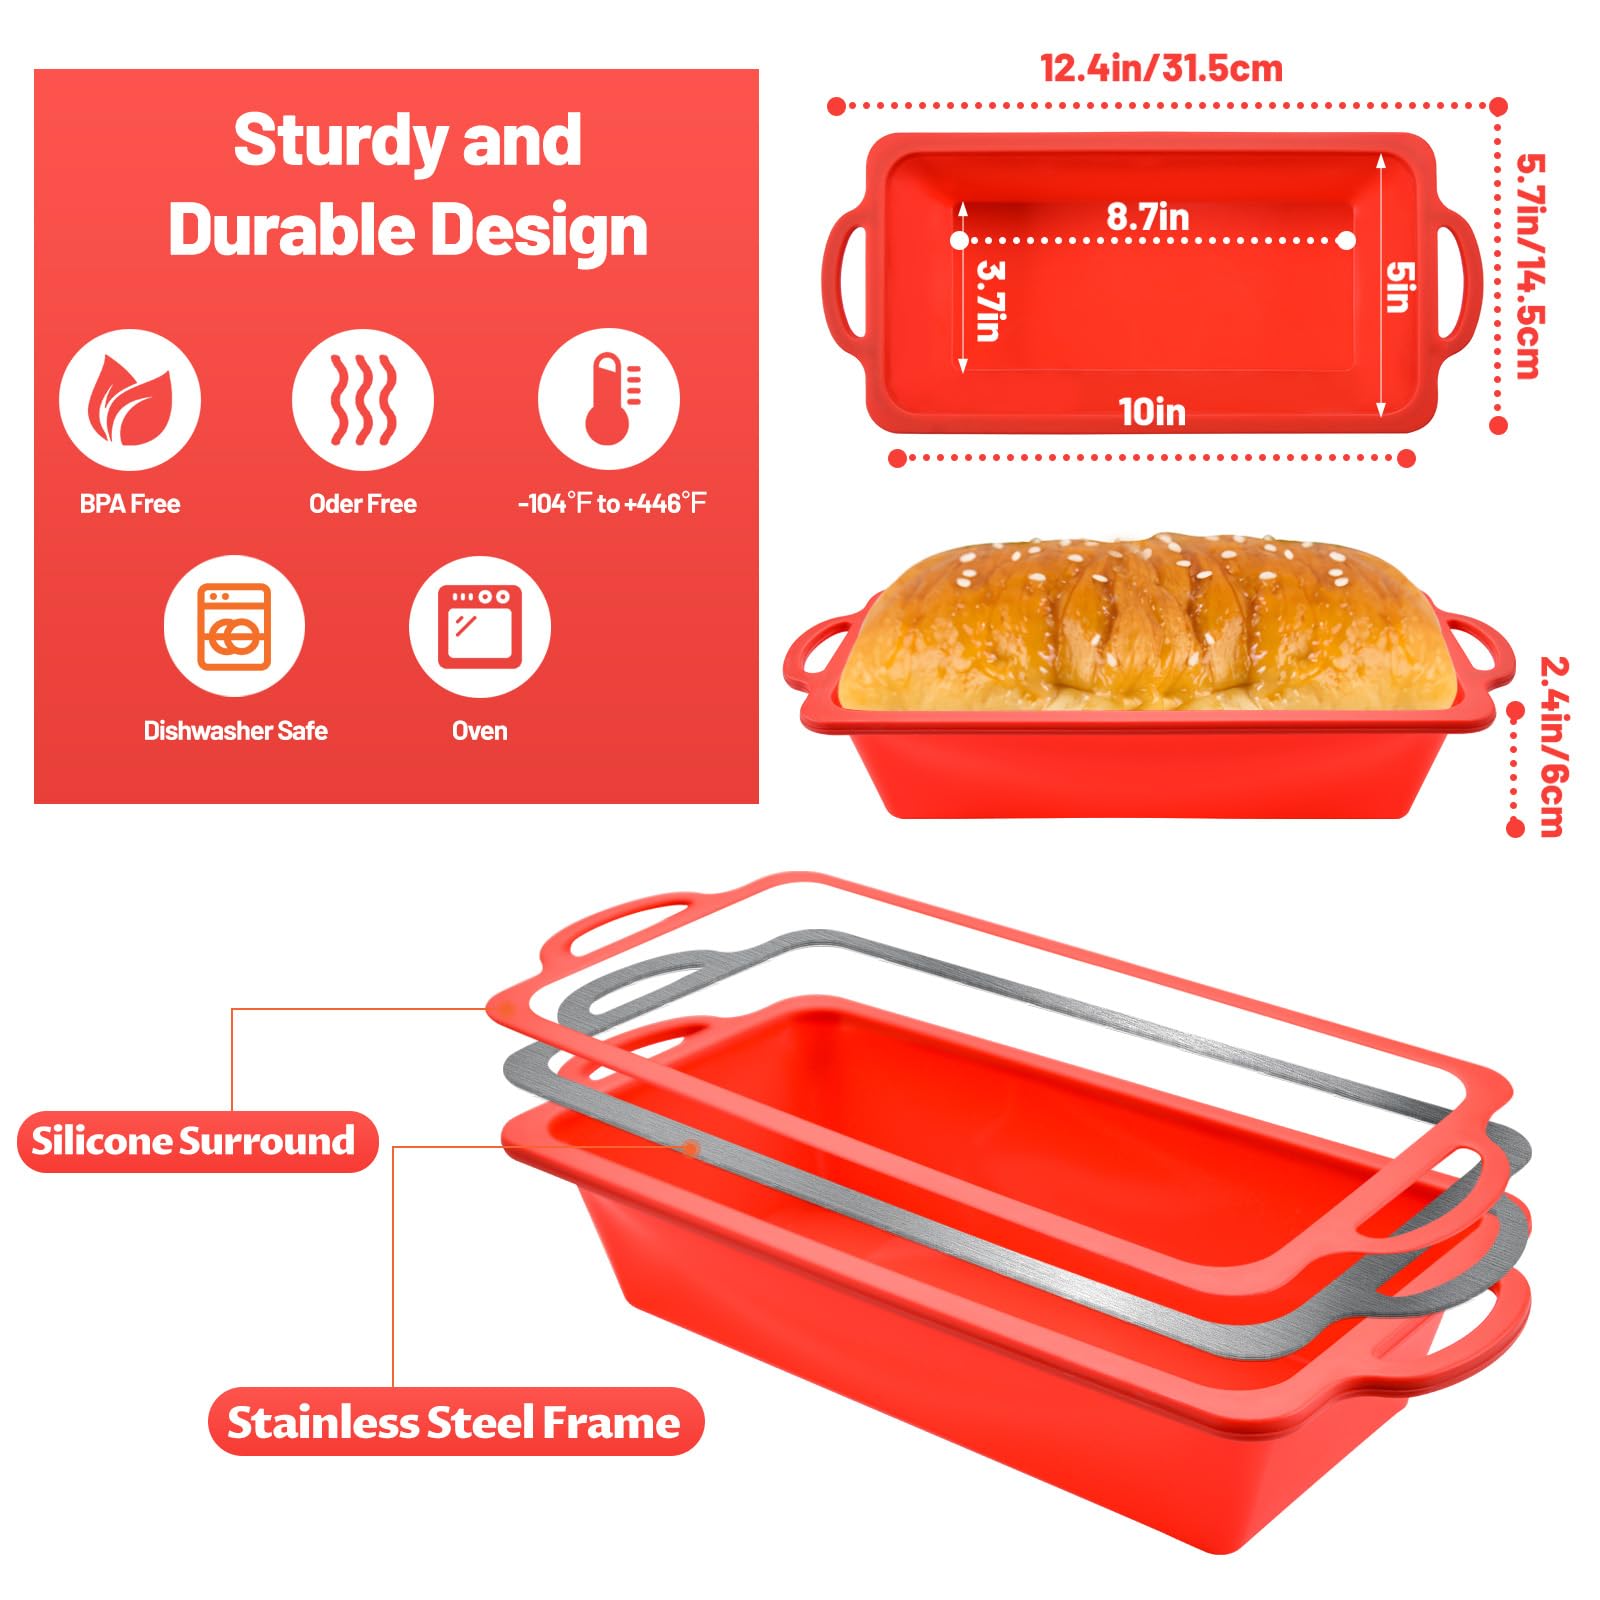 Sturdy and
Durable Design
BPA Free
Oder Free
-104°F to +446°F
Dishwasher Safe
Oven
12.4in/31.5cm
5.7in/14.5cm
8.7in
3.7in
5in
10in
2.4in/6cm
Silicone Surround
Stainless Steel Frame